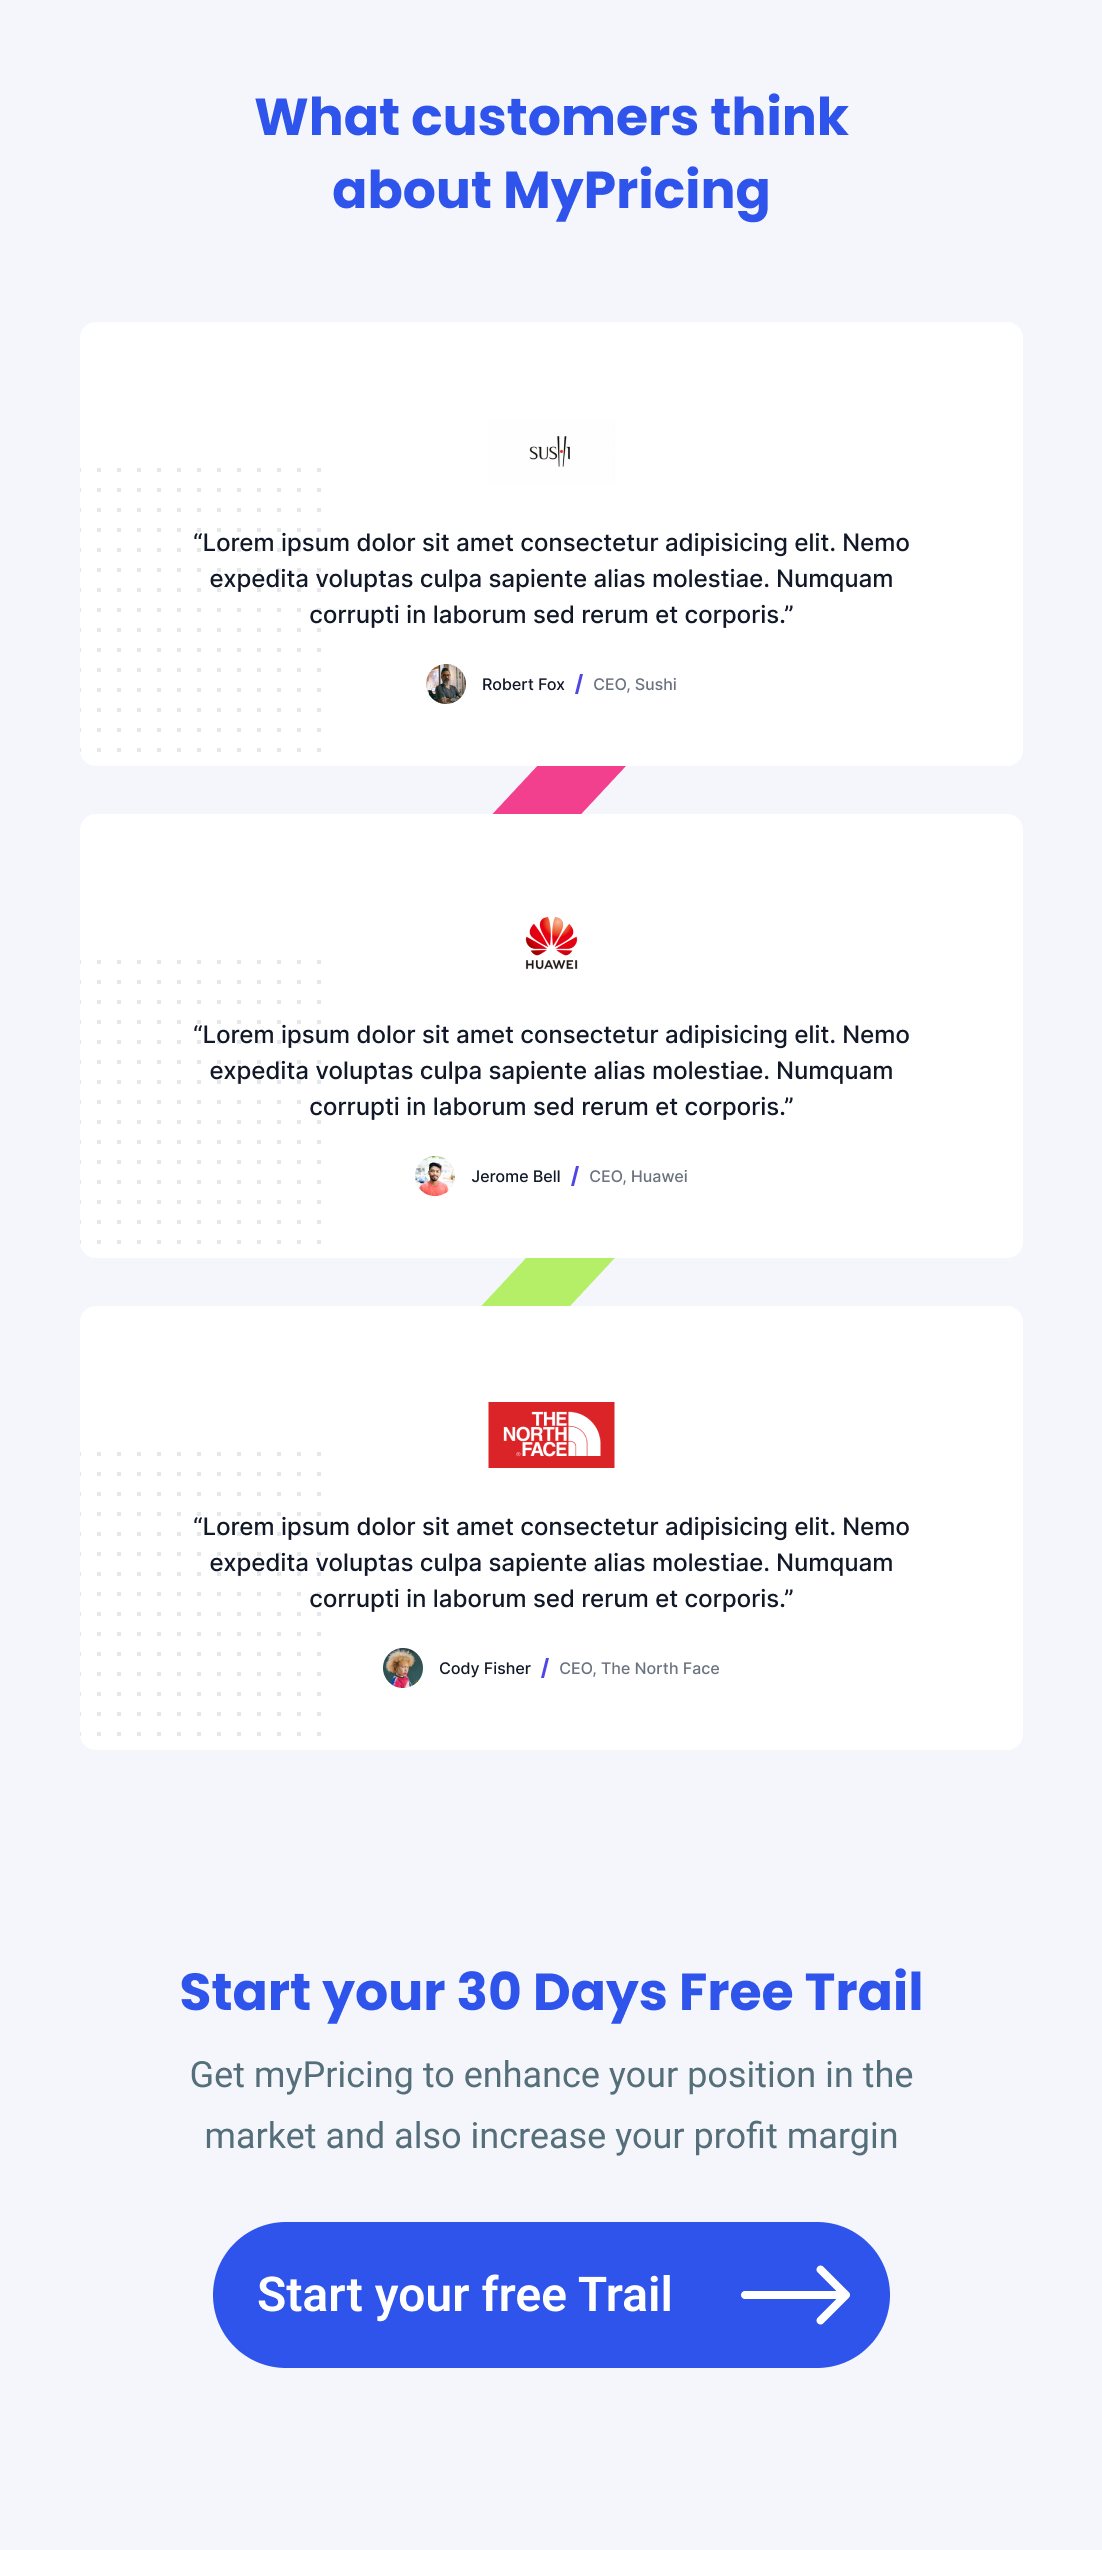 What customers think
about MyPricing
SUSHI
“Lorem ipsum dolor sit amet consectetur adipisicing elit. Nemo
expedita voluptas culpa sapiente alias molestiae. Numquam
corrupti in laborum sed rerum et corporis.”
Robert Fox / CEO, Sushi
HUAWEI
“Lorem ipsum dolor sit amet consectetur adipisicing elit. Nemo
expedita voluptas culpa sapiente alias molestiae. Numquam
corrupti in laborum sed rerum et corporis.”
Jerome Bell / CEO, Huawei
THE
NORTH
FACE
“Lorem ipsum dolor sit amet consectetur adipisicing elit. Nemo
expedita voluptas culpa sapiente alias molestiae. Numquam
corrupti in laborum sed rerum et corporis.”
Cody Fisher / CEO, The North Face
Start your 30 Days Free Trail
Get myPricing to enhance your position in the
market and also increase your profit margin
Start your free Trail